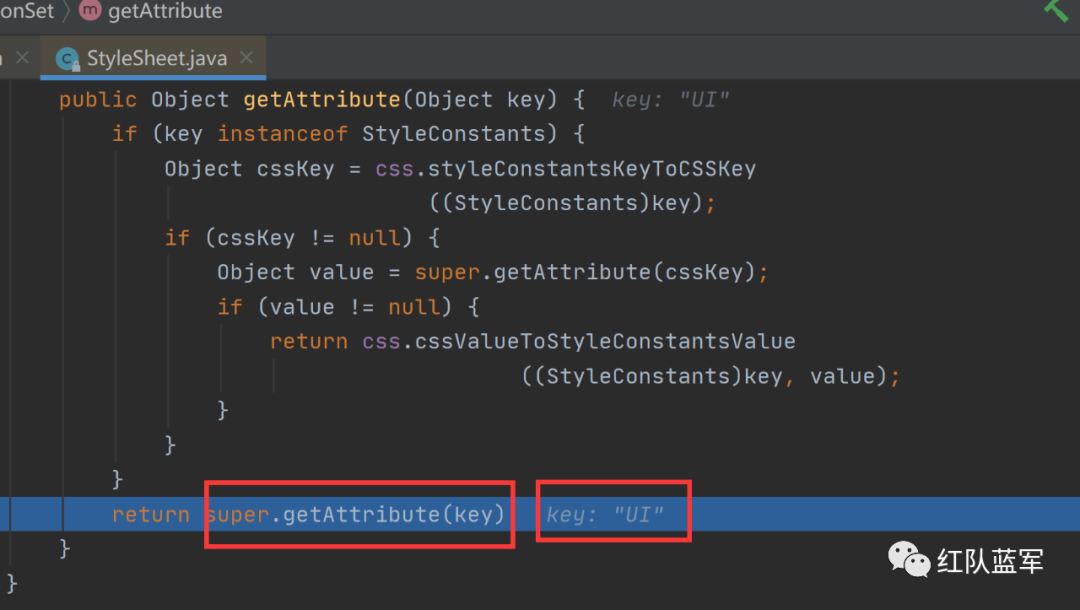 onSet 〉 m getAttribute
C StyleSheet.java ×
public Object getAttribute(Object key) {  key: "UI"
if (key instanceof StyleConstants) {
Object cssKey = css.styleConstantsKeyToCSSKey
((StyleConstants)key);
if (cssKey != null) {
Object value = super.getAttribute(cssKey);
if (value != null) {
return css.cssValueToStyleConstantsValue
((StyleConstants)key, value);
}
}
}
return super.getAttribute(key)  key: "UI"
}
}
红队蓝军